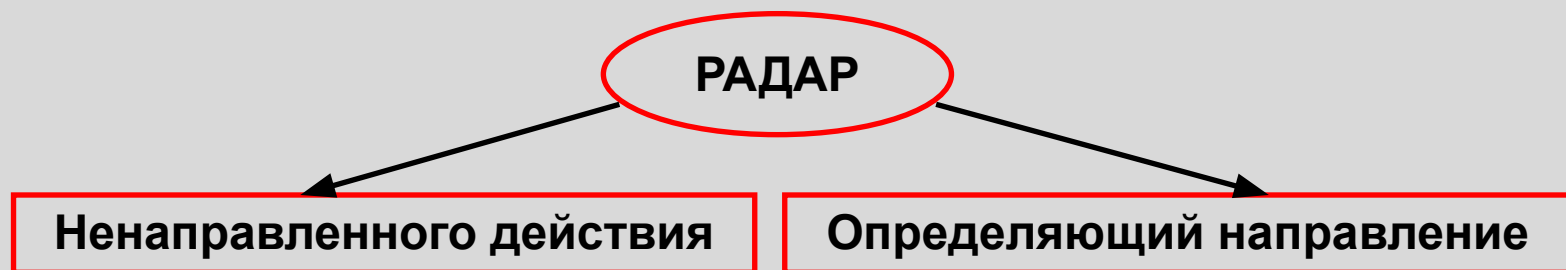 РАДАР
Ненаправленного действия
Определяющий направление